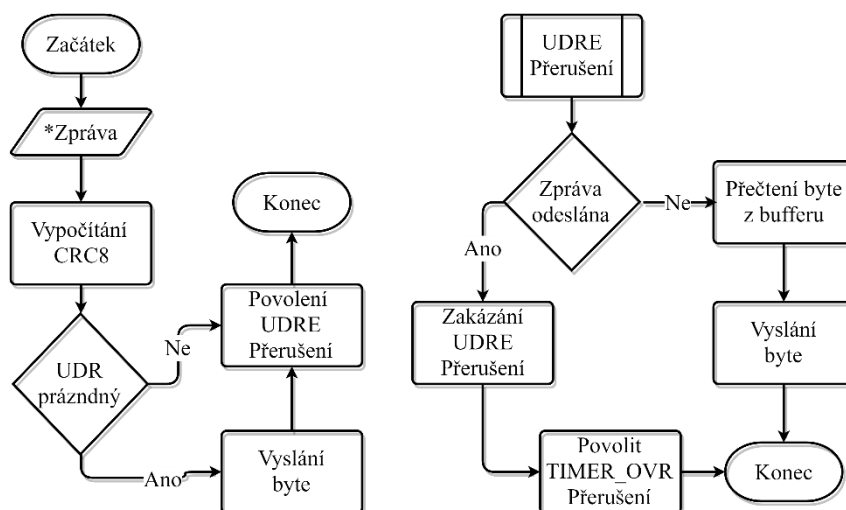 Začátek
*Zpráva
Vypočítání
CRC8
UDR
prázndný
Ne
Ano
Povolení
UDRE
Přerušení
Konec
Vyslání
byte
UDRE
Přerušení
Zpráva
odeslána
Ne
Ano
Přečtení byte
z bufferu
Zakázání
UDRE
Přerušení
Vyslání
byte
Povolit
TIMER_OVR
Přerušení
Konec